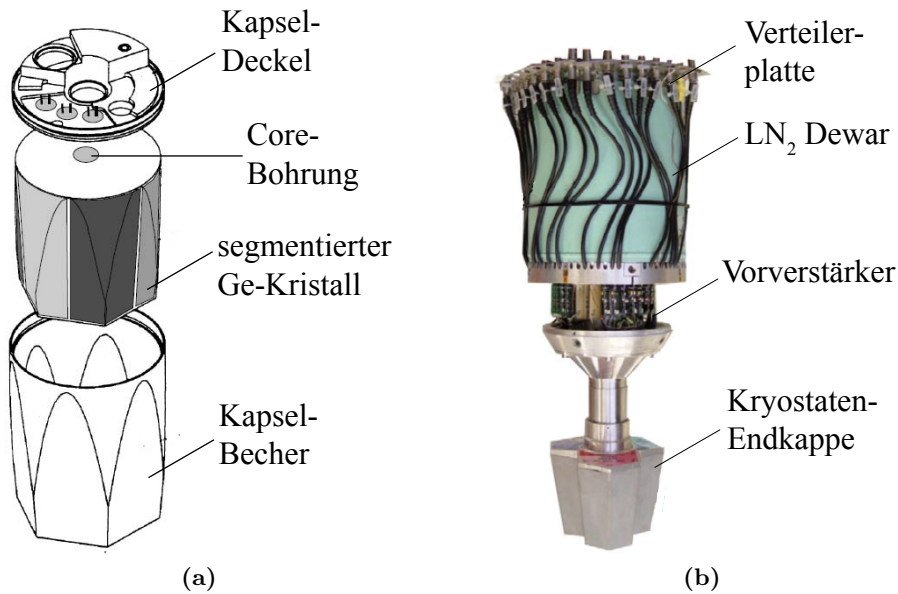 Kapsel-
Deckel
Core-
Bohrung
segmentierter
Ge-Kristall
Kapsel-
Becher
(a)
Verteiler-
platte
LN₂ Dewar
Vorverstärker
Kryostaten-
Endkappe
(b)